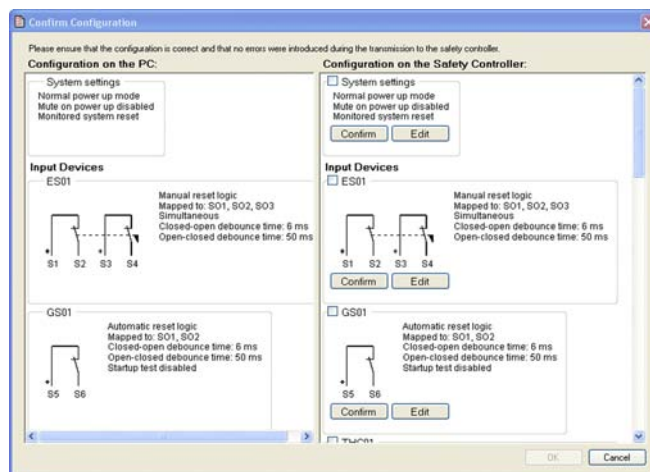 Confirm Configuration
Please ensure that the configuration is correct and that no errors were introduced during the transmission to the safety controller.
Configuration on the PC:
System settings
Normal power up mode
Mute on power up disabled
Monitored system reset
Input Devices
ES01
Manual reset logic
Mapped to: SO1, SO2, SO3
Simultaneous
Closed-open debounce time: 6 ms
Open-closed debounce time: 50 ms
S1 S2 S3 S4
GS01
Automatic reset logic
Mapped to: SO1, SO2
Closed-open debounce time: 6 ms
Open-closed debounce time: 50 ms
Startup test disabled
S5 S6
Configuration on the Safety Controller:
System settings
Normal power up mode
Mute on power up disabled
Monitored system reset
Confirm Edit
Input Devices
ES01
Manual reset logic
Mapped to: SO1, SO2, SO3
Simultaneous
Closed-open debounce time: 6 ms
Open-closed debounce time: 50 ms
S1 S2 S3 S4
Confirm Edit
GS01
Automatic reset logic
Mapped to: SO1, SO2
Closed-open debounce time: 6 ms
Open-closed debounce time: 50 ms
Startup test disabled
S5 S6
Confirm Edit
OK Cancel